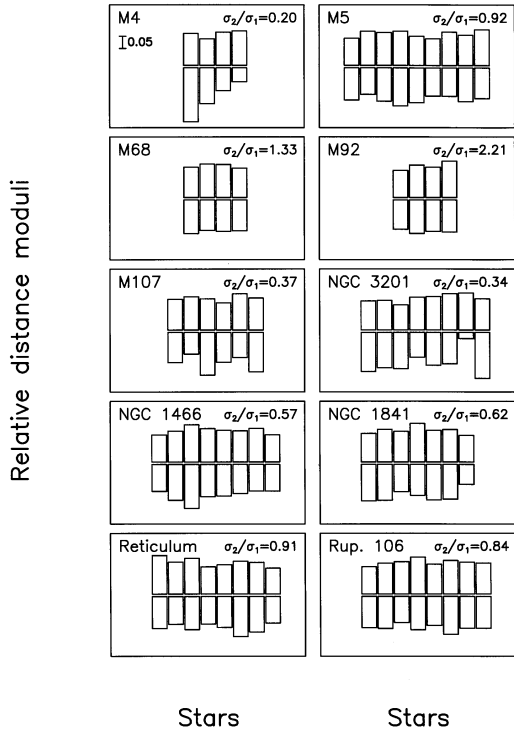 Relative distance moduli
M4 σ₂/σ₁=0.20
0.05
M5 σ₂/σ₁=0.92
M68 σ₂/σ₁=1.33
M92 σ₂/σ₁=2.21
M107 σ₂/σ₁=0.37
NGC 3201 σ₂/σ₁=0.34
NGC 1466 σ₂/σ₁=0.57
NGC 1841 σ₂/σ₁=0.62
Reticulum σ₂/σ₁=0.91
Rup. 106 σ₂/σ₁=0.84
Stars
Stars